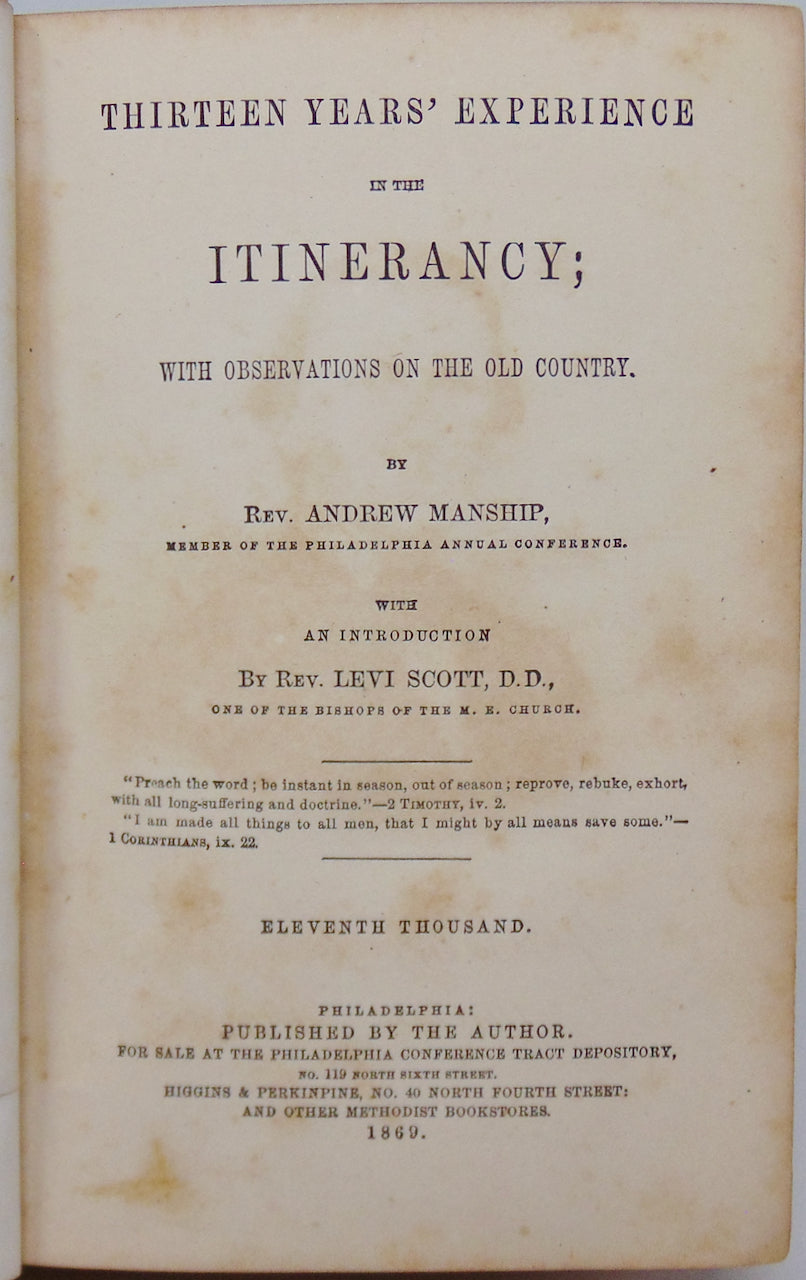 THIRTEEN YEARS' EXPERIENCE
IN THE
ITINERANCY;
WITH OBSERVATIONS ON THE OLD COUNTRY.
BY
REV. ANDREW MANSHIP,
MEMBER OF THE PHILADELPHIA ANNUAL CONFERENCE.
WITH
AN INTRODUCTION
BY REV. LEVI SCOTT, D.D.,
ONE OF THE BISHOPS OF THE M. E. CHURCH.
"Preach the word; be instant in season, out of season; reprove, rebuke, exhort,
with all long-suffering and doctrine."—2 TIMOTHY, iv. 2.
"I am made all things to all men, that I might by all means save some."—
1 CORINTHIANS, ix. 22.
ELEVENTH THOUSAND.
PHILADELPHIA:
PUBLISHED BY THE AUTHOR.
FOR SALE AT THE PHILADELPHIA CONFERENCE TRACT DEPOSITORY,
NO. 119 NORTH SIXTH STREET.
HIGGINS & PERKINPINE, NO. 40 NORTH FOURTH STREET:
AND OTHER METHODIST BOOKSTORES.
1869.